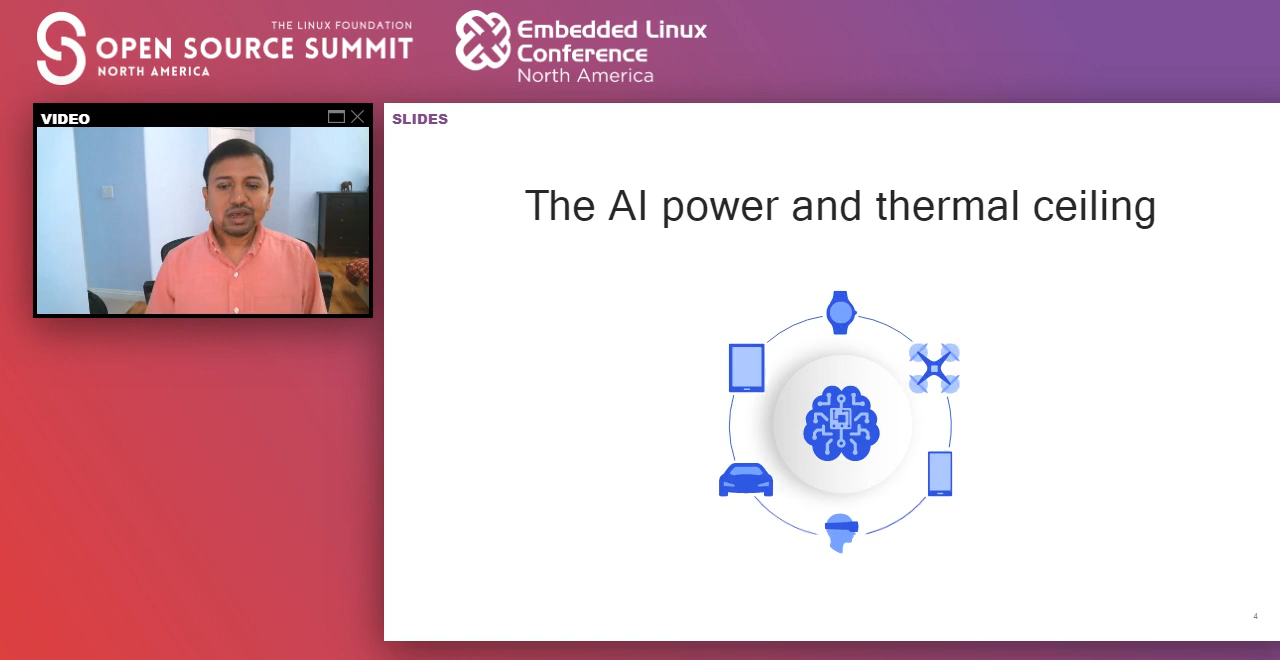 THE LINUX FOUNDATION
OPEN SOURCE SUMMIT
NORTH AMERICA
Embedded Linux
Conference
North America
VIDEO
SLIDES
The AI power and thermal ceiling
4